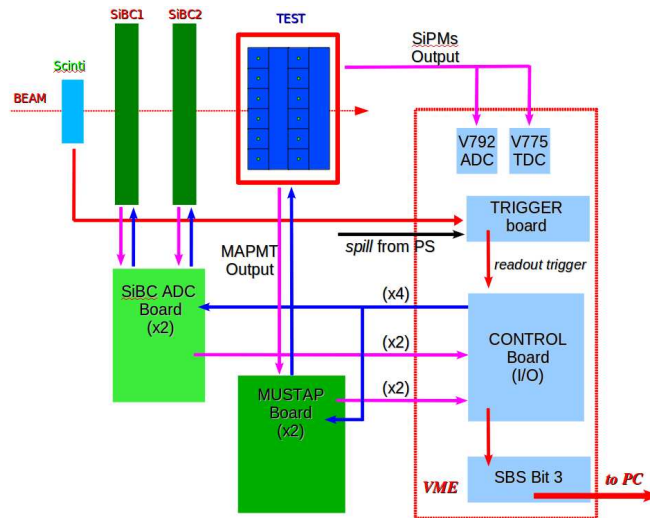 SiBC1
SiBC2
TEST
Scinti
SiPMs
Output
BEAM
V792
ADC
V775
TDC
TRIGGER
board
MAPMT
Output
spill from PS
readout trigger
SiBC ADC
Board
(x2)
(x4)
(x2)
CONTROL
Board
(I/O)
(x2)
MUSTAP
Board
(x2)
VME
SBS Bit 3
to PC